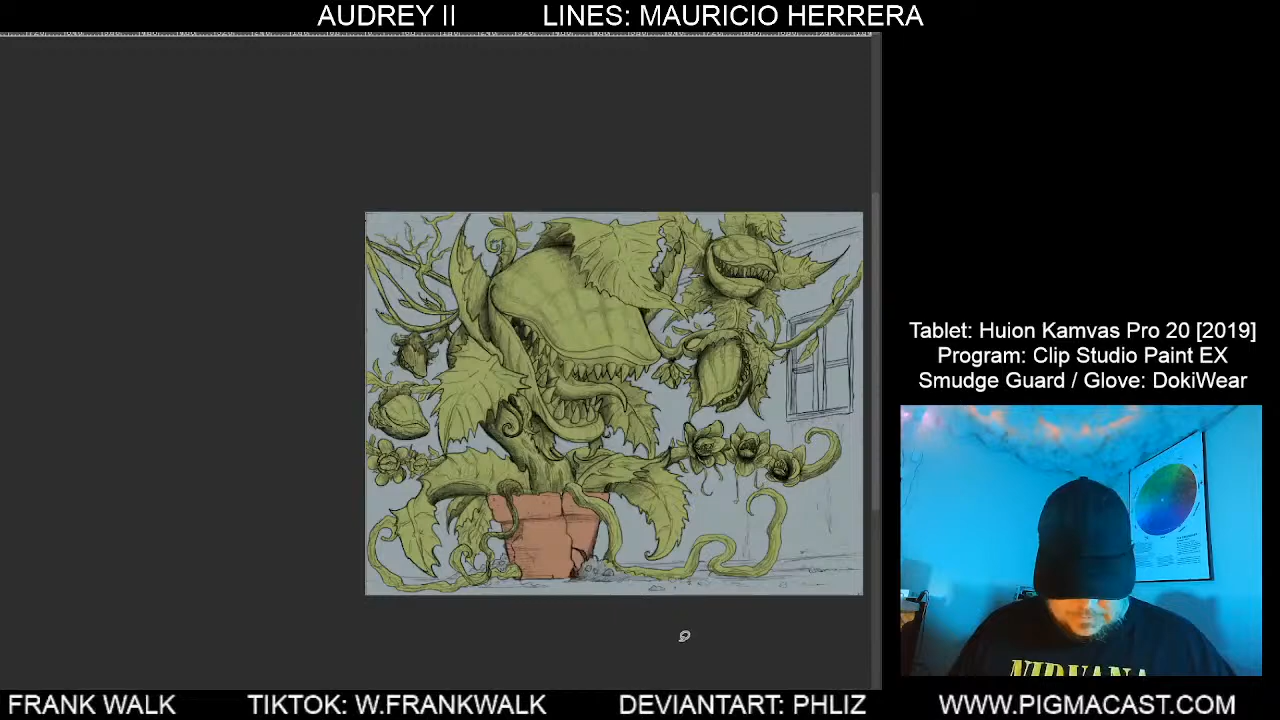 AUDREY II
LINES: MAURICIO HERRERA
Tablet: Huion Kamvas Pro 20 [2019]
Program: Clip Studio Paint EX
Smudge Guard / Glove: DokiWear
NIRVANA
FRANK WALK
TIKTOK: W.FRANKWALK
DEVIANTART: PHLIZ
WWW.PIGMACAST.COM